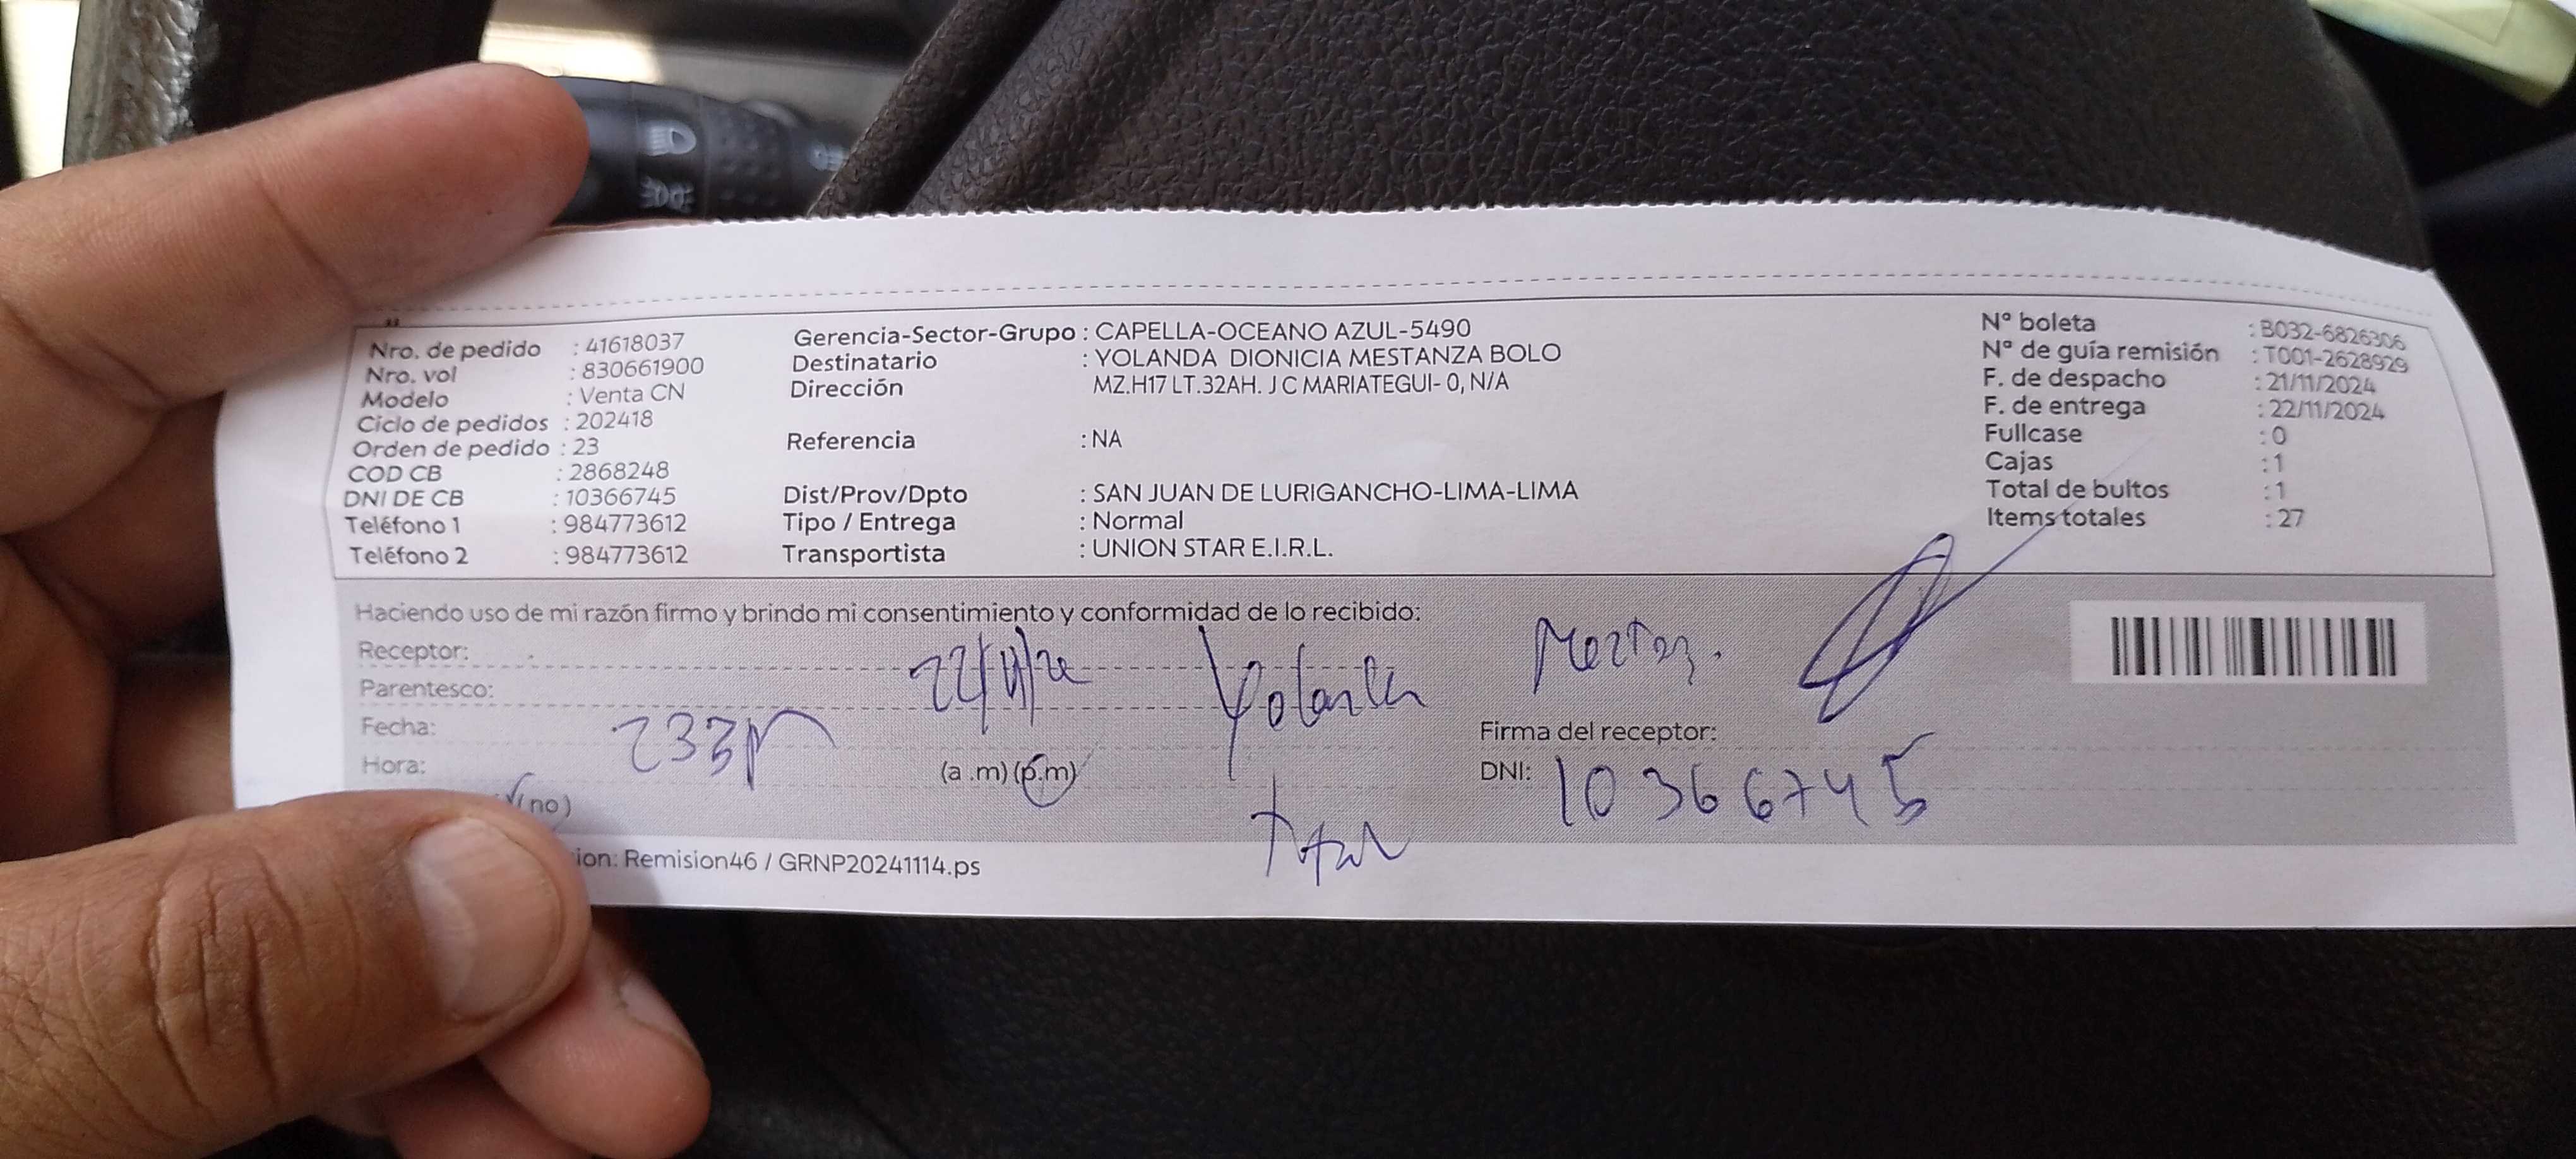 Nro. de pedido : 41618037
Nro. vol : 830661900
Modelo : Venta CN
Ciclo de pedidos : 202418
Orden de pedido : 23
COD CB : 2868248
DNI DE CB : 10366745
Teléfono 1 : 984773612
Teléfono 2 : 984773612
Gerencia-Sector-Grupo : CAPELLA-OCEANO AZUL-5490
Destinatario : YOLANDA DIONICIA MESTANZA BOLO
Dirección MZ.H17 LT.32AH. J C MARIATEGUI- 0, N/A
Referencia : NA
Dist/Prov/Dpto : SAN JUAN DE LURIGANCHO-LIMA-LIMA
Tipo / Entrega : Normal
Transportista : UNION STAR E.I.R.L.
N° boleta : B032-6826306
N° de guía remisión : T001-2628929
F. de despacho : 21/11/2024
F. de entrega : 22/11/2024
Fullcase : 0
Cajas : 1
Total de bultos : 1
Items totales : 27
Haciendo uso de mi razón firmo y brindo mi consentimiento y conformidad de lo recibido:
Receptor:
Parentesco:
Fecha:
Hora: 233p (a .m) (p.m)
(no)
22/11/2
Yolanda
Firma del receptor:
DNI: 10366745
ion: Remision46 / GRNP20241114.ps